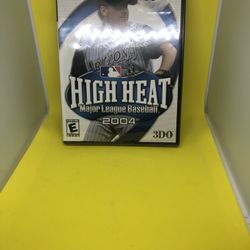 HIGH HEAT
Major League Baseball
2004
E
3DO